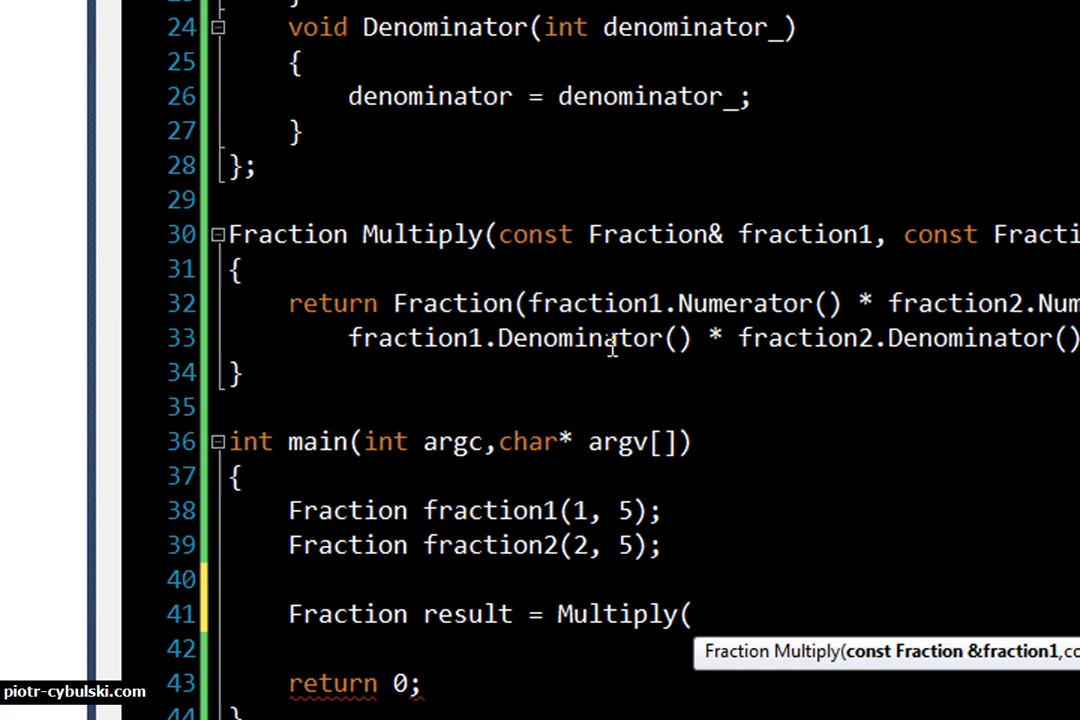 24 void Denominator(int denominator_)
25 {
26 denominator = denominator_;
27 }
28 };
29
30 Fraction Multiply(const Fraction& fraction1, const Fracti
31 {
32 return Fraction(fraction1.Numerator() * fraction2.Num
33 fraction1.Denominator() * fraction2.Denominator()
34 }
35
36 int main(int argc,char* argv[])
37 {
38 Fraction fraction1(1, 5);
39 Fraction fraction2(2, 5);
40
41 Fraction result = Multiply(
42 Fraction Multiply(const Fraction &fraction1,co
43 return 0;
piotr-cybulski.com
44 }